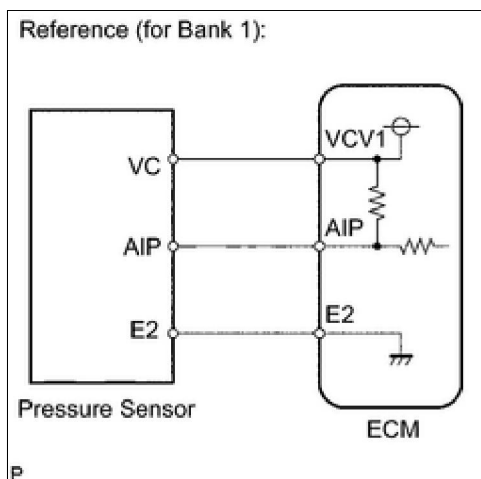 Reference (for Bank 1):
VCV1
VC
AIP
AIP
E2
E2
Pressure Sensor
ECM
P